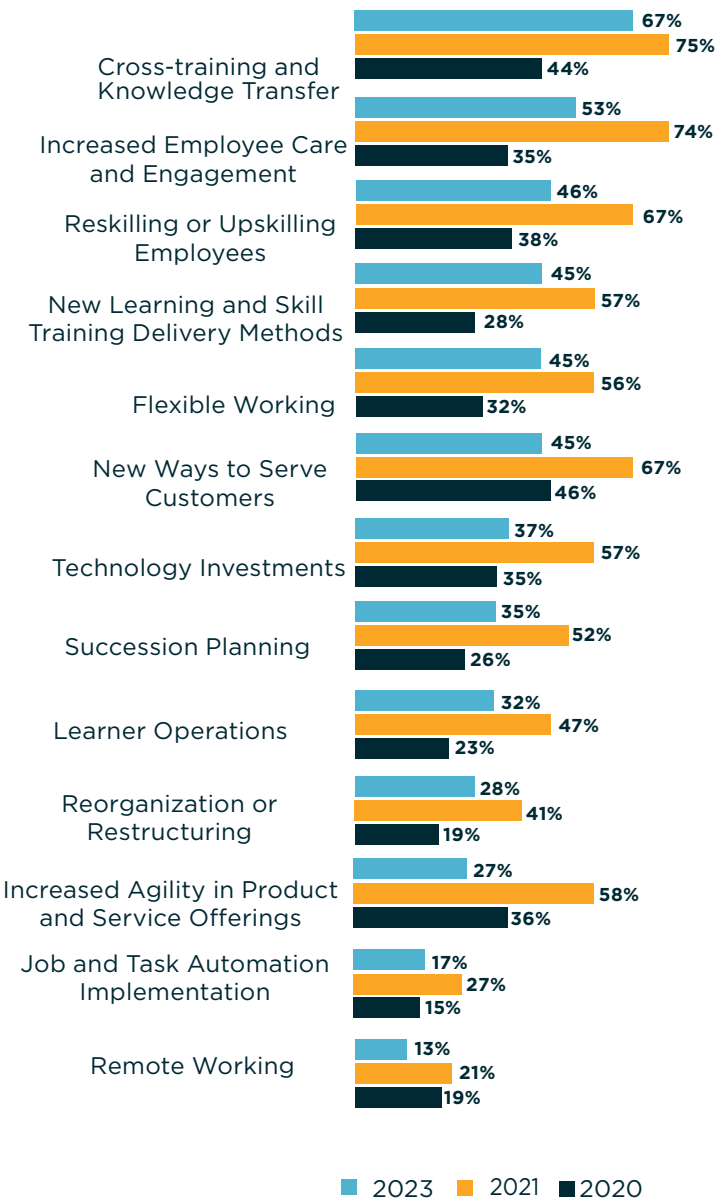 67%
75%
Cross-training and
44%
Knowledge Transfer
53%
74%
Increased Employee Care
35%
and Engagement
46%
67%
Reskilling or Upskilling
38%
Employees
45%
57%
New Learning and Skill
28%
Training Delivery Methods
45%
56%
Flexible Working
32%
45%
67%
New Ways to Serve
46%
Customers
37%
57%
Technology Investments
35%
35%
52%
Succession Planning
26%
32%
47%
Learner Operations
23%
28%
41%
Reorganization or
19%
Restructuring
27%
58%
Increased Agility in Product
36%
and Service Offerings
17%
27%
Job and Task Automation
15%
Implementation
13%
21%
Remote Working
19%
2023 2021 2020